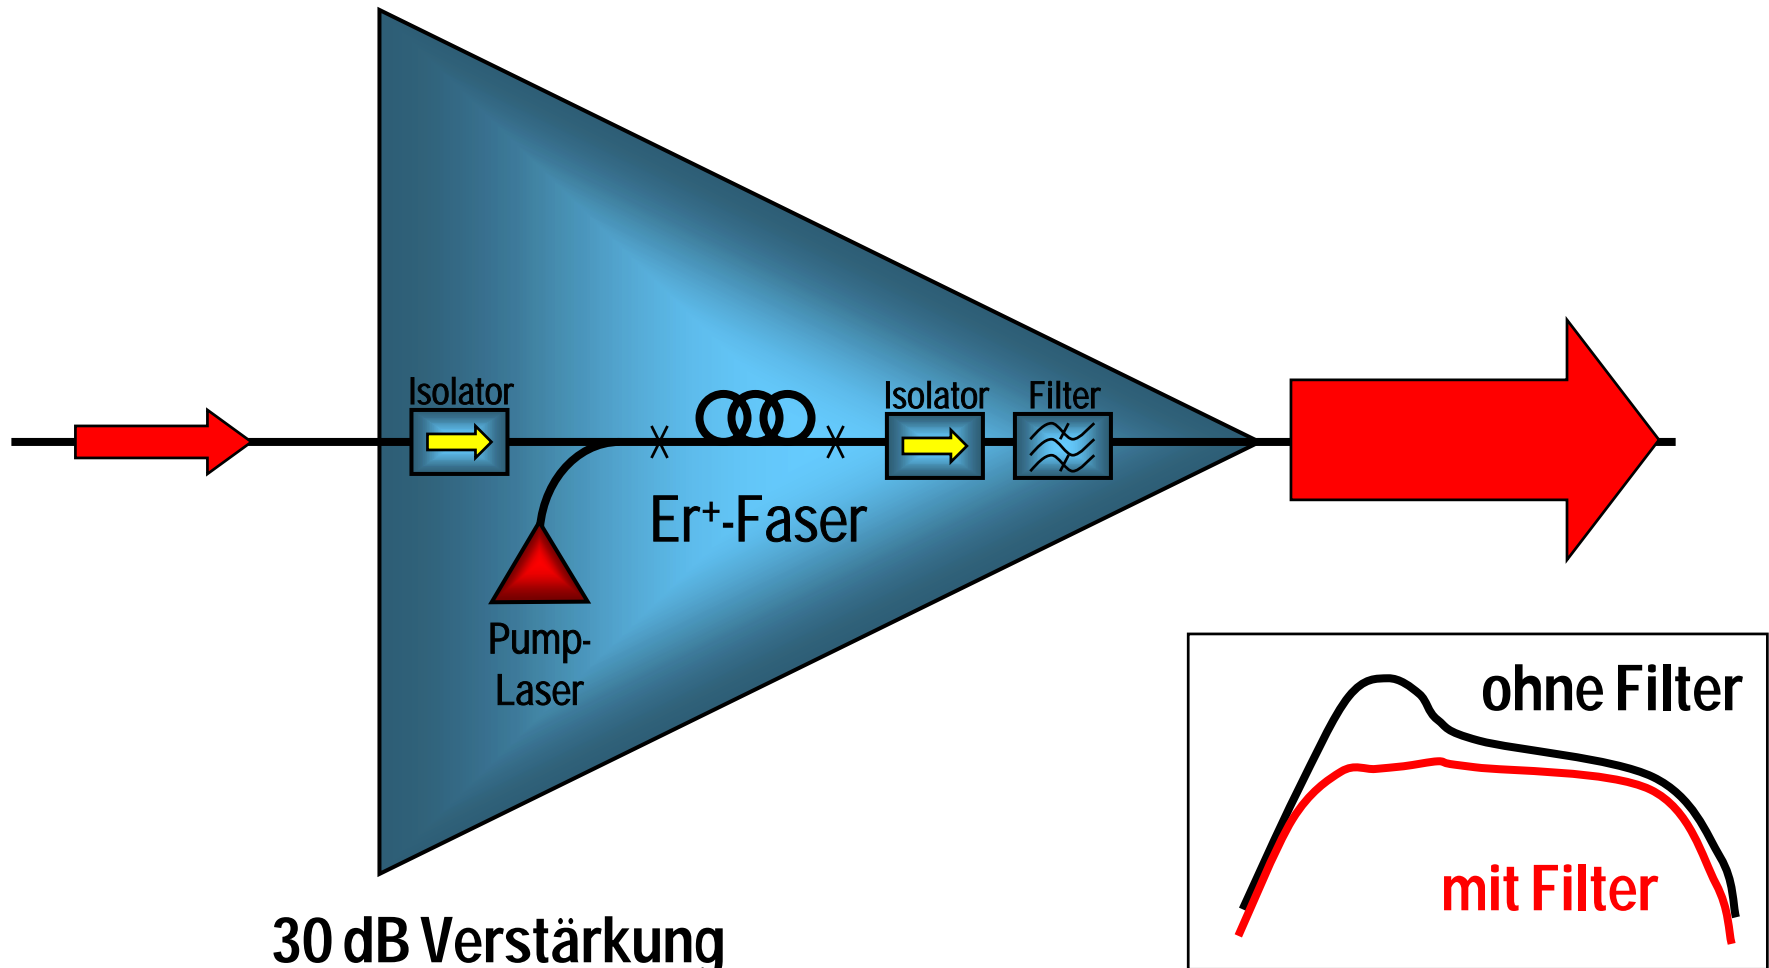 Isolator
Isolator
Filter
Er⁺-Faser
Pump-
Laser
ohne Filter
mit Filter
30 dB Verstärkung